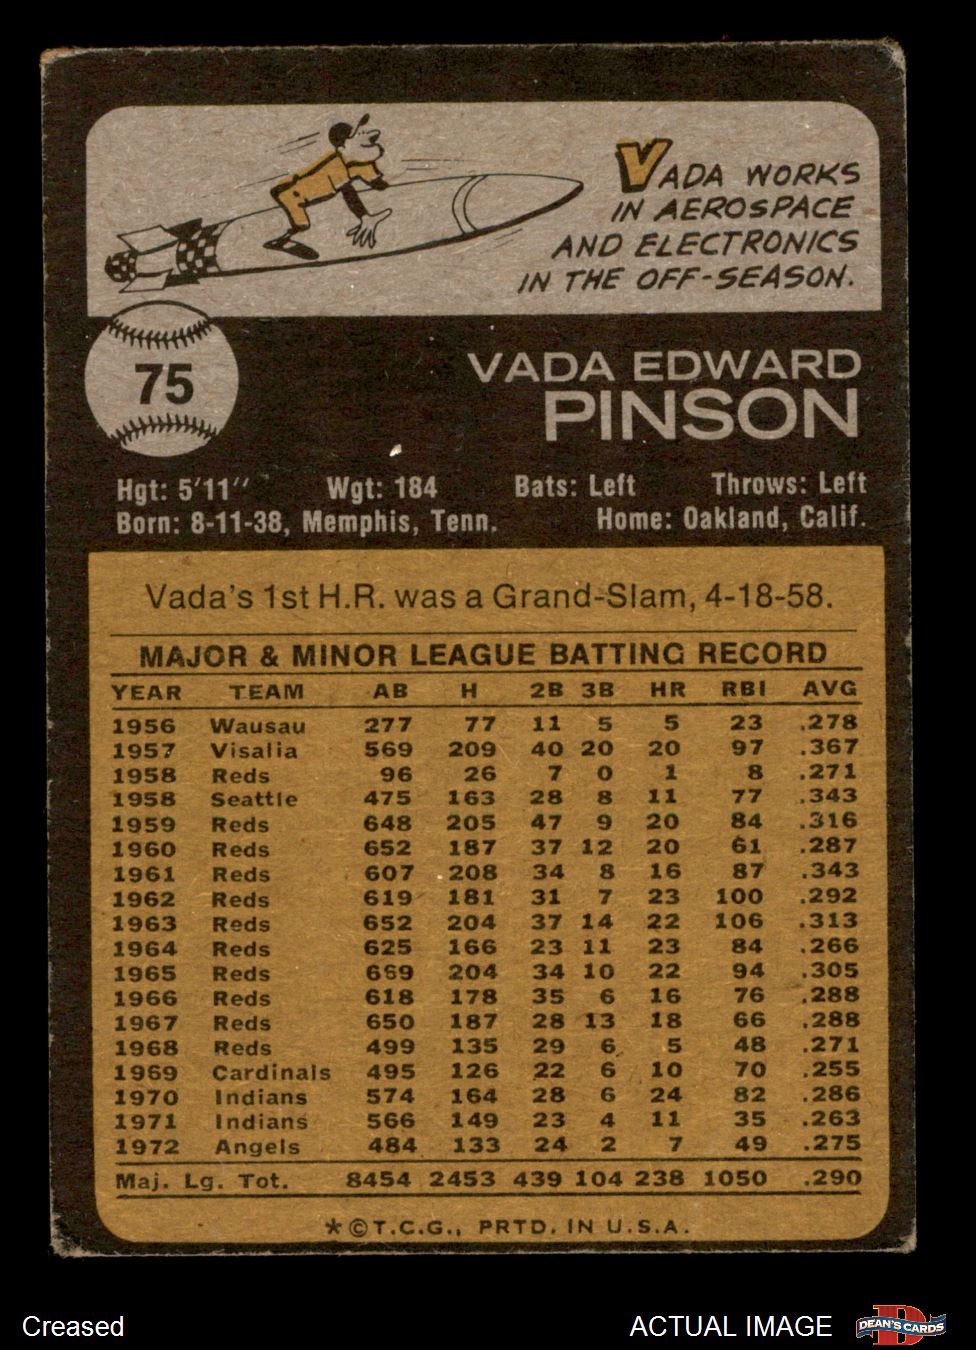 VADA WORKS
IN AEROSPACE
AND ELECTRONICS
IN THE OFF-SEASON.
75
VADA EDWARD
PINSON
Hgt: 5'11" Wgt: 184 Bats: Left Throws: Left
Born: 8-11-38, Memphis, Tenn. Home: Oakland, Calif.
Vada's 1st H.R. was a Grand-Slam, 4-18-58.
MAJOR & MINOR LEAGUE BATTING RECORD
YEAR TEAM AB H 2B 3B HR RBI AVG
1956 Wausau 277 77 11 5 5 23 .278
1957 Visalia 569 209 40 20 20 97 .367
1958 Reds 96 26 7 0 1 8 .271
1958 Seattle 475 163 28 8 11 77 .343
1959 Reds 648 205 47 9 20 84 .316
1960 Reds 652 187 37 12 20 61 .287
1961 Reds 607 208 34 8 16 87 .343
1962 Reds 619 181 31 7 23 100 .292
1963 Reds 652 204 37 14 22 106 .313
1964 Reds 625 166 23 11 23 84 .266
1965 Reds 669 204 34 10 22 94 .305
1966 Reds 618 178 35 6 16 76 .288
1967 Reds 650 187 28 13 18 66 .288
1968 Reds 499 135 29 6 5 48 .271
1969 Cardinals 495 126 22 6 10 70 .255
1970 Indians 574 164 28 6 24 82 .286
1971 Indians 566 149 23 4 11 35 .263
1972 Angels 484 133 24 2 7 49 .275
Maj. Lg. Tot. 8454 2453 439 104 238 1050 .290
*©T.C.G., PRTD. IN U.S.A.
Creased ACTUAL IMAGE D DEAN'S CARDS